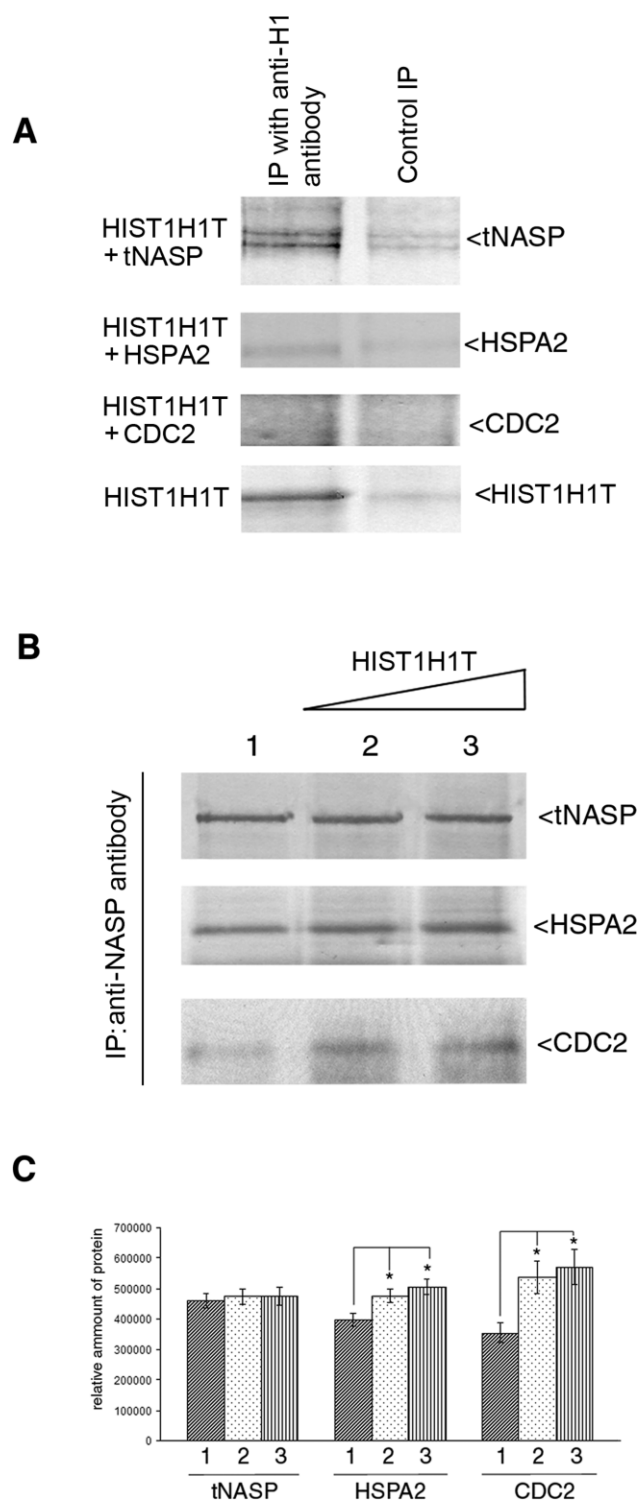 A
IP with anti-H1
antibody
Control IP
HIST1H1T
+ tNASP
<tNASP
HIST1H1T
+ HSPA2
<HSPA2
HIST1H1T
+ CDC2
<CDC2
HIST1H1T
<HIST1H1T
B
HIST1H1T
1 2 3
IP:anti-NASP antibody
<tNASP
<HSPA2
<CDC2
C
relative ammount of protein
700000
600000
500000
400000
300000
200000
100000
0
* * * *
1 2 3 1 2 3 1 2 3
tNASP HSPA2 CDC2